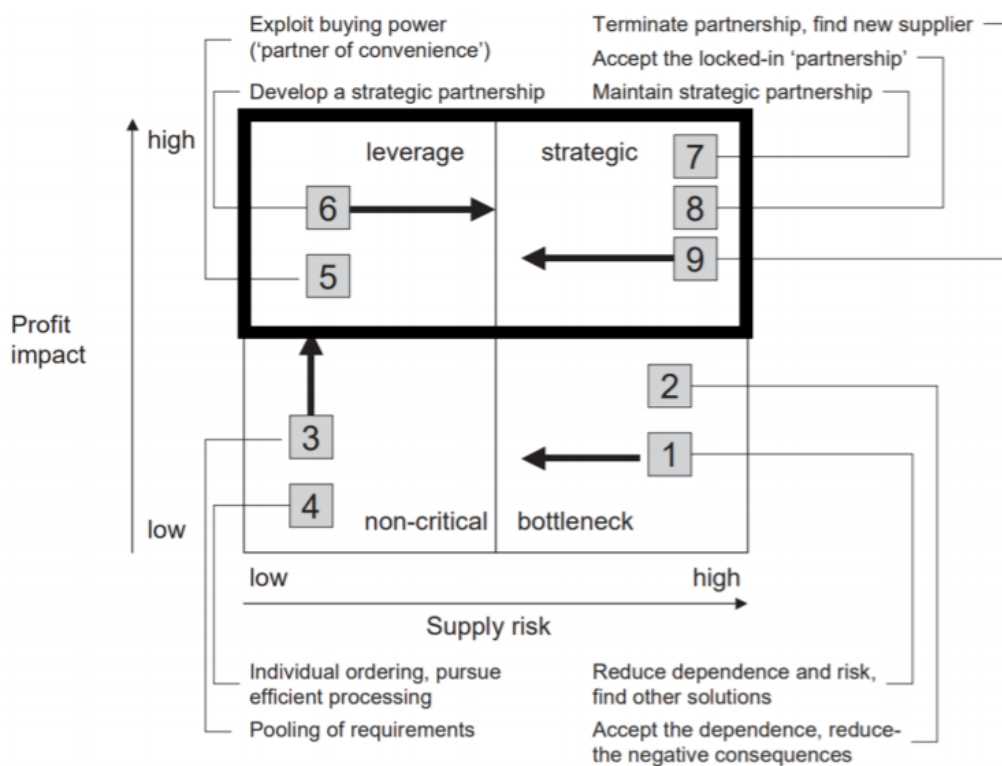 Exploit buying power
(‘partner of convenience’)
Develop a strategic partnership
Terminate partnership, find new supplier
Accept the locked-in ‘partnership’
Maintain strategic partnership
high
leverage
strategic
7
6
8
5
9
Profit
impact
2
3
1
4
low
non-critical
bottleneck
low
high
Supply risk
Individual ordering, pursue
efficient processing
Pooling of requirements
Reduce dependence and risk,
find other solutions
Accept the dependence, reduce-
the negative consequences